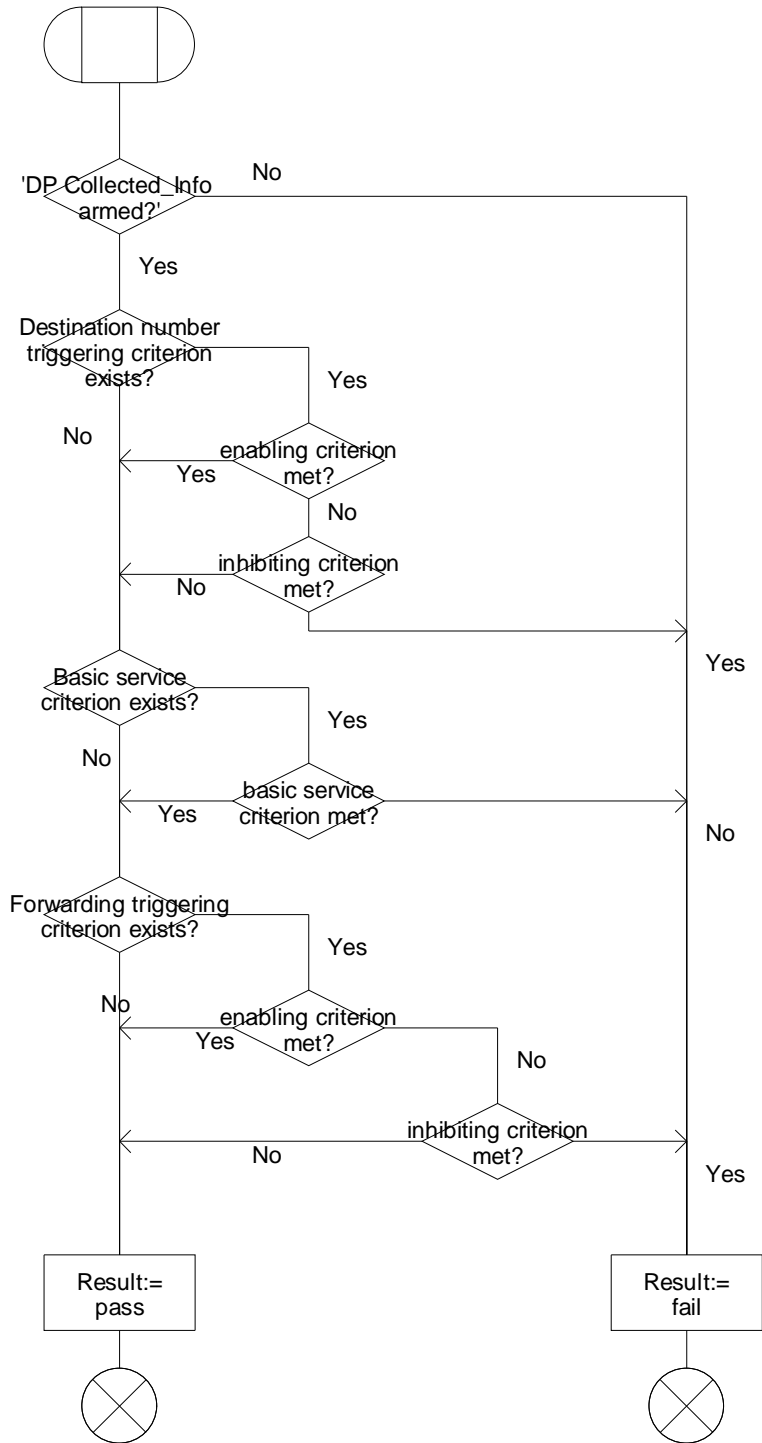 'DP Collected_Info
armed?'
No
Yes
Destination number
triggering criterion
exists?
Yes
No
enabling criterion
met?
Yes
No
inhibiting criterion
met?
No
Yes
Basic service
criterion exists?
Yes
No
basic service
criterion met?
Yes
No
Forwarding triggering
criterion exists?
Yes
No
enabling criterion
met?
Yes
No
inhibiting criterion
met?
No
Yes
Result:=
pass
Result:=
fail